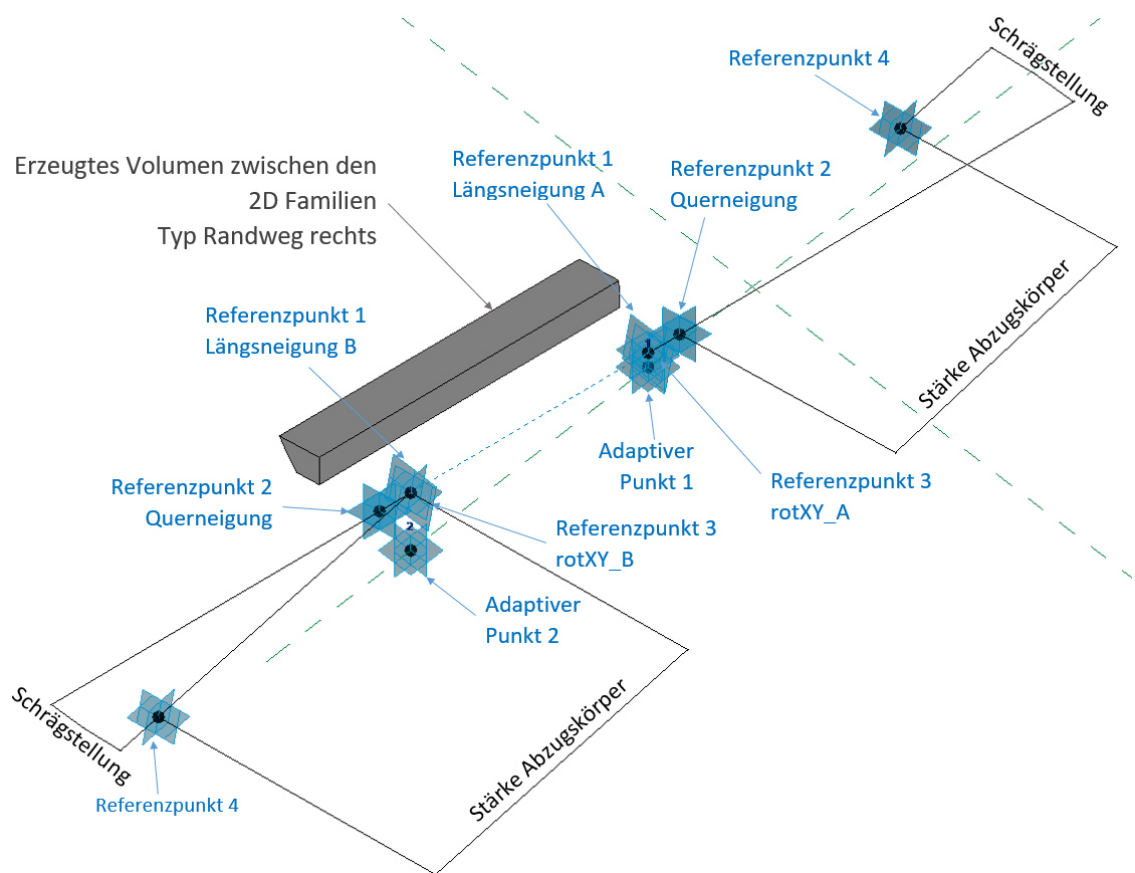 Schrägstellung
Referenzpunkt 4
Erzeugtes Volumen zwischen den
2D Familien
Typ Randweg rechts
Referenzpunkt 1
Längsneigung A
Referenzpunkt 2
Querneigung
Referenzpunkt 1
Längsneigung B
1
Stärke Abzugskörper
Adaptiver
Punkt 1
Referenzpunkt 3
rotXY_A
Referenzpunkt 2
Querneigung
2
Referenzpunkt 3
rotXY_B
Adaptiver
Punkt 2
Schrägstellung
Stärke Abzugskörper
Referenzpunkt 4